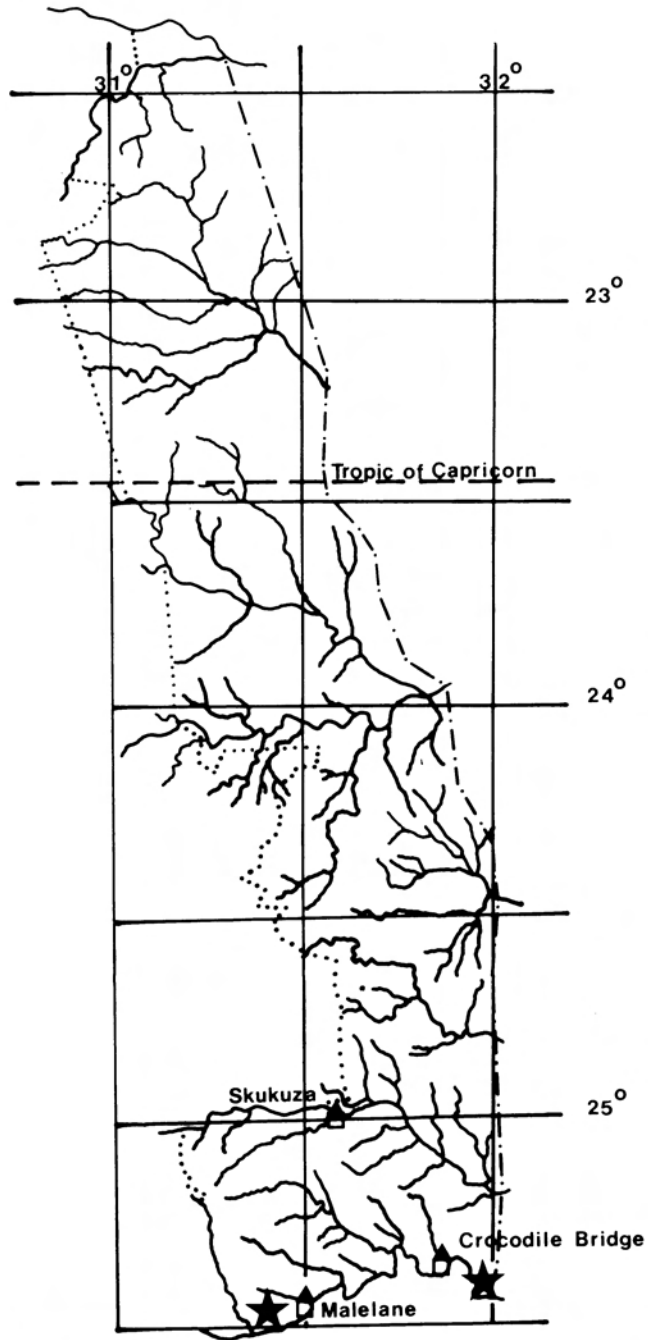 31° 32°
23°
Tropic of Capricorn
24°
Skukuza
25°
Crocodile Bridge
Malelane